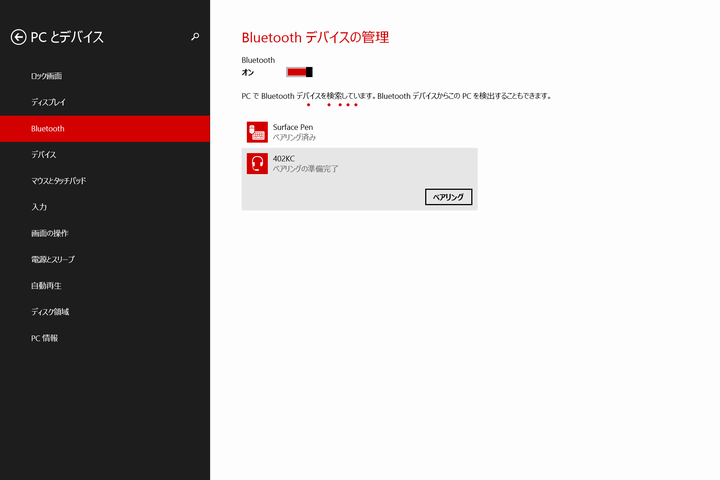 PC とデバイス
ロック画面
ディスプレイ
Bluetooth
デバイス
マウスとタッチパッド
入力
画面の操作
電源とスリープ
自動再生
ディスク領域
PC 情報
Bluetooth デバイスの管理
Bluetooth
オン
PC で Bluetooth デバイスを検索しています。Bluetooth デバイスからこの PC を検出することもできます。
Surface Pen
ペアリング済み
402KC
ペアリングの準備完了
ペアリング